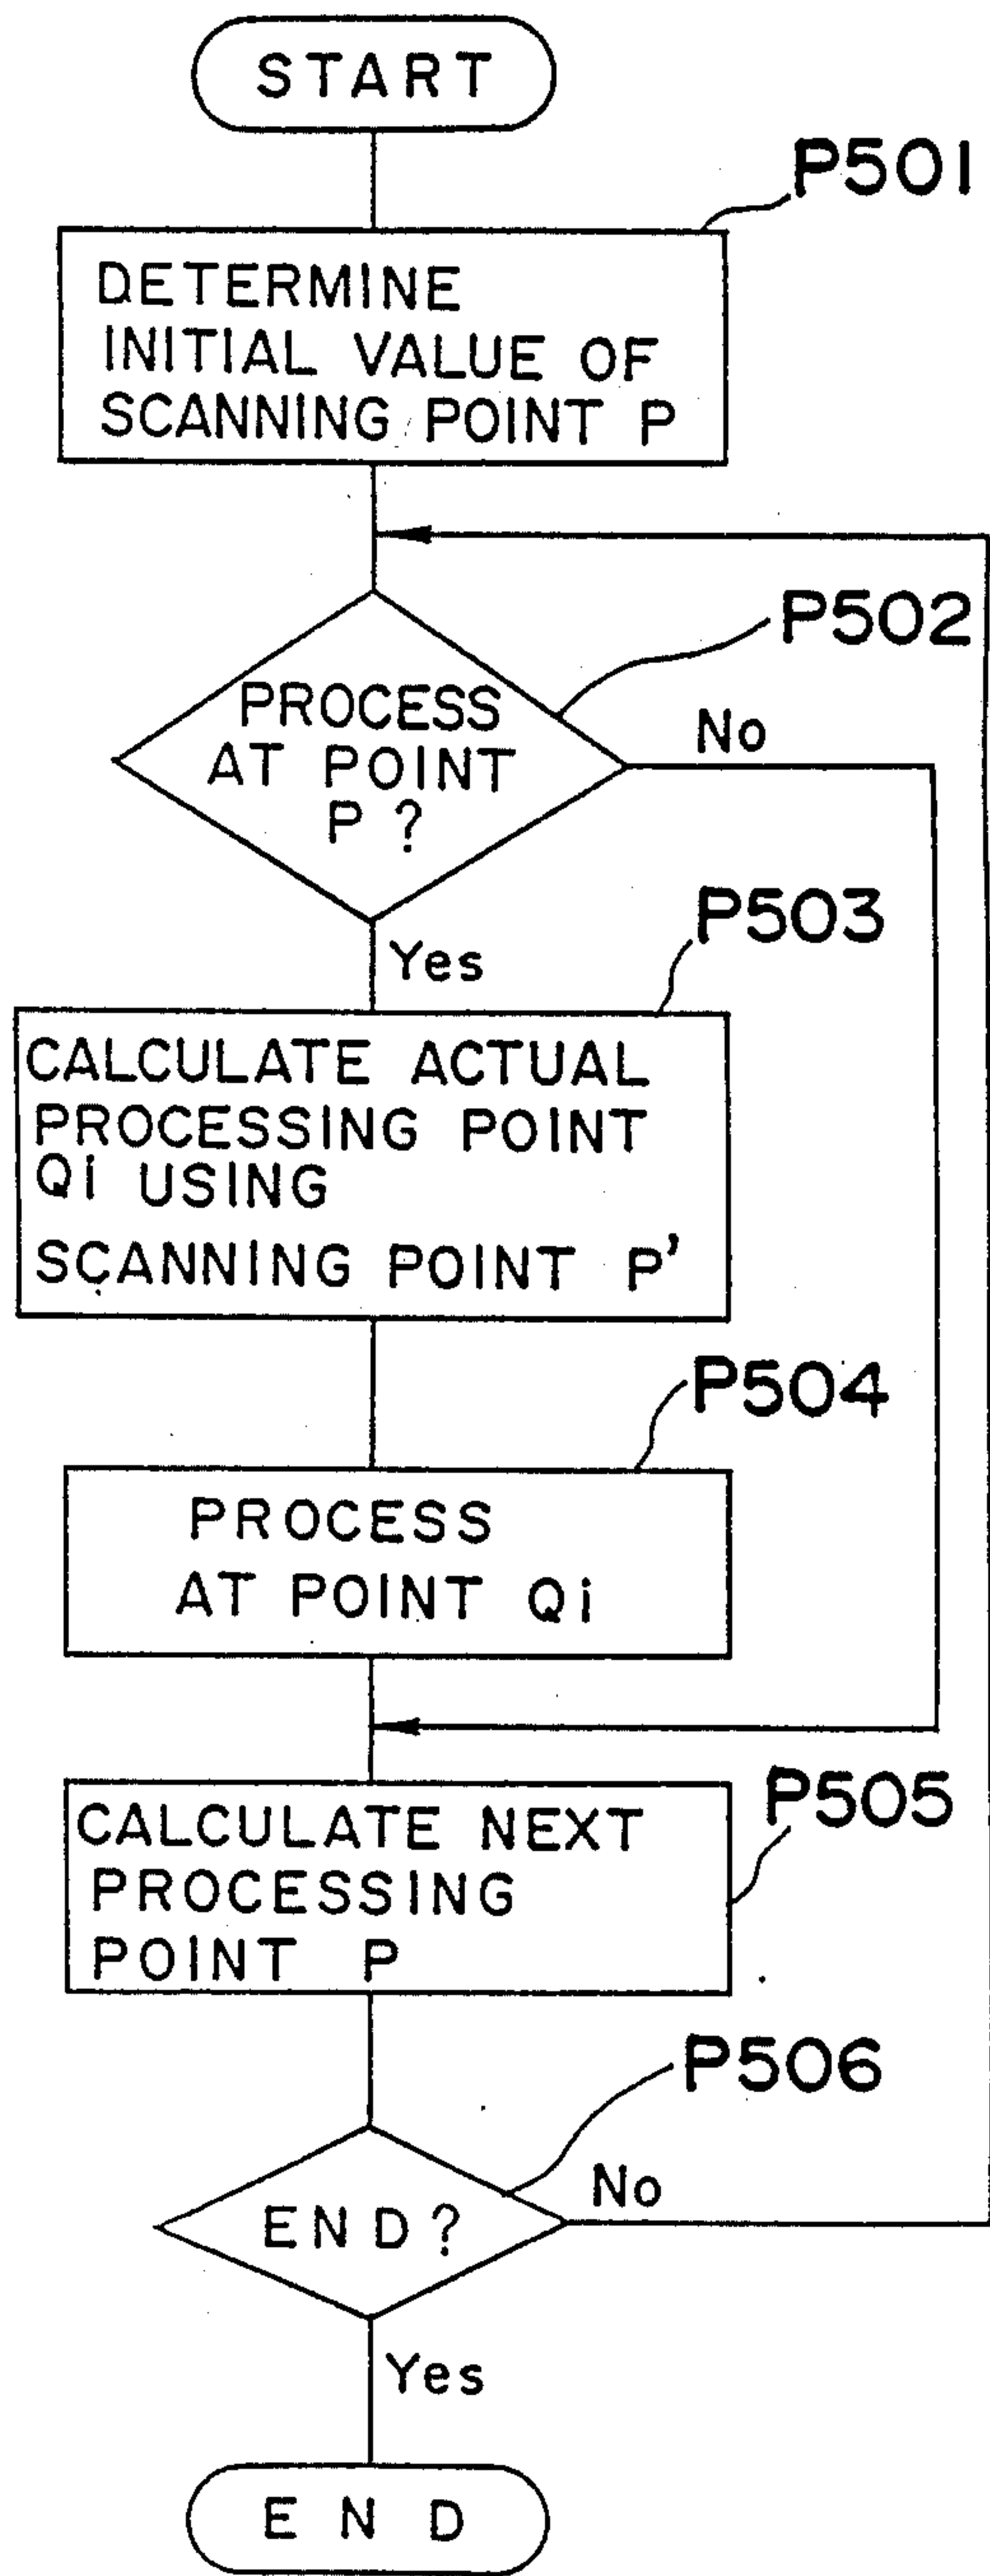 START
P501
DETERMINE
INITIAL VALUE OF
SCANNING POINT P
P502
PROCESS
AT POINT
P?
No
Yes
P503
CALCULATE ACTUAL
PROCESSING POINT
Qi USING
SCANNING POINT P'
P504
PROCESS
AT POINT Qi
P505
CALCULATE NEXT
PROCESSING
POINT P
P506
END?
No
Yes
END